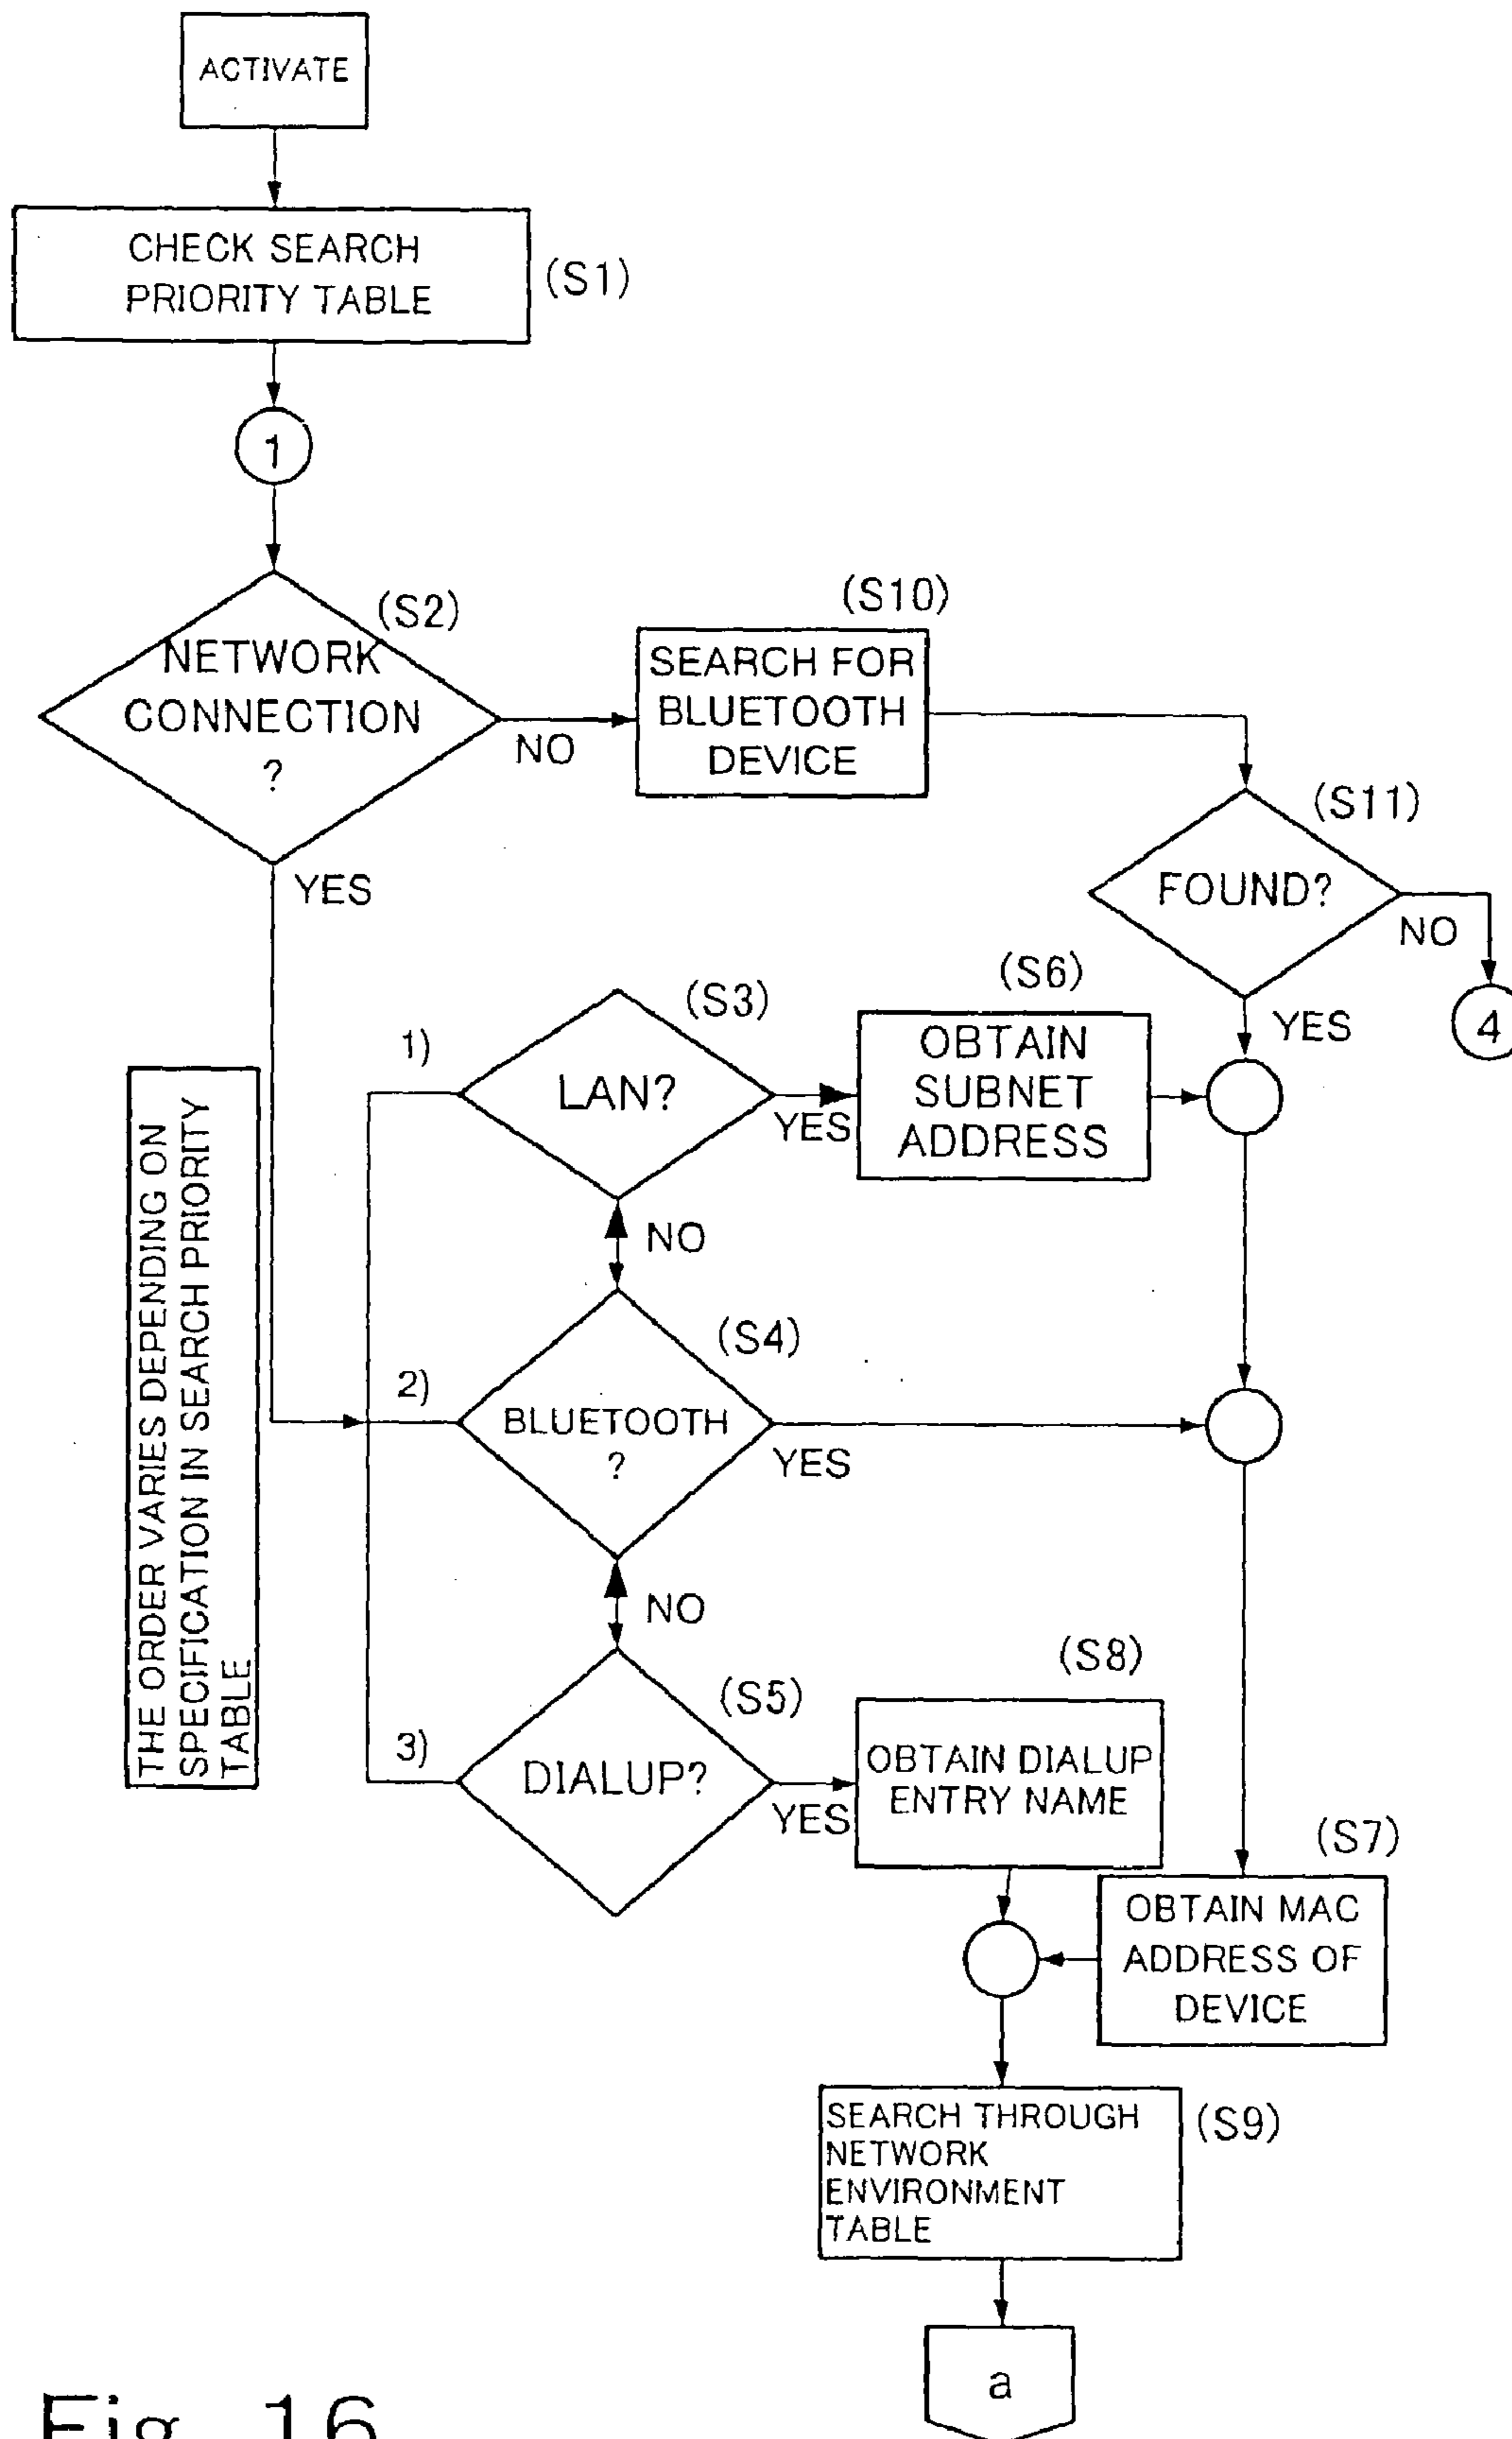 ACTIVATE
CHECK SEARCH
PRIORITY TABLE
(S1)
1
(S2)
NETWORK
CONNECTION
?
NO
YES
(S10)
SEARCH FOR
BLUETOOTH
DEVICE
(S11)
FOUND?
NO
4
YES
THE ORDER VARIES DEPENDING ON
SPECIFICATION IN SEARCH PRIORITY
TABLE
1)
(S3)
LAN?
YES
(S6)
OBTAIN
SUBNET
ADDRESS
NO
2)
(S4)
BLUETOOTH
?
YES
NO
3)
(S5)
DIALUP?
YES
(S8)
OBTAIN DIALUP
ENTRY NAME
(S7)
OBTAIN MAC
ADDRESS OF
DEVICE
SEARCH THROUGH
NETWORK
ENVIRONMENT
TABLE
(S9)
a
Fig. 16